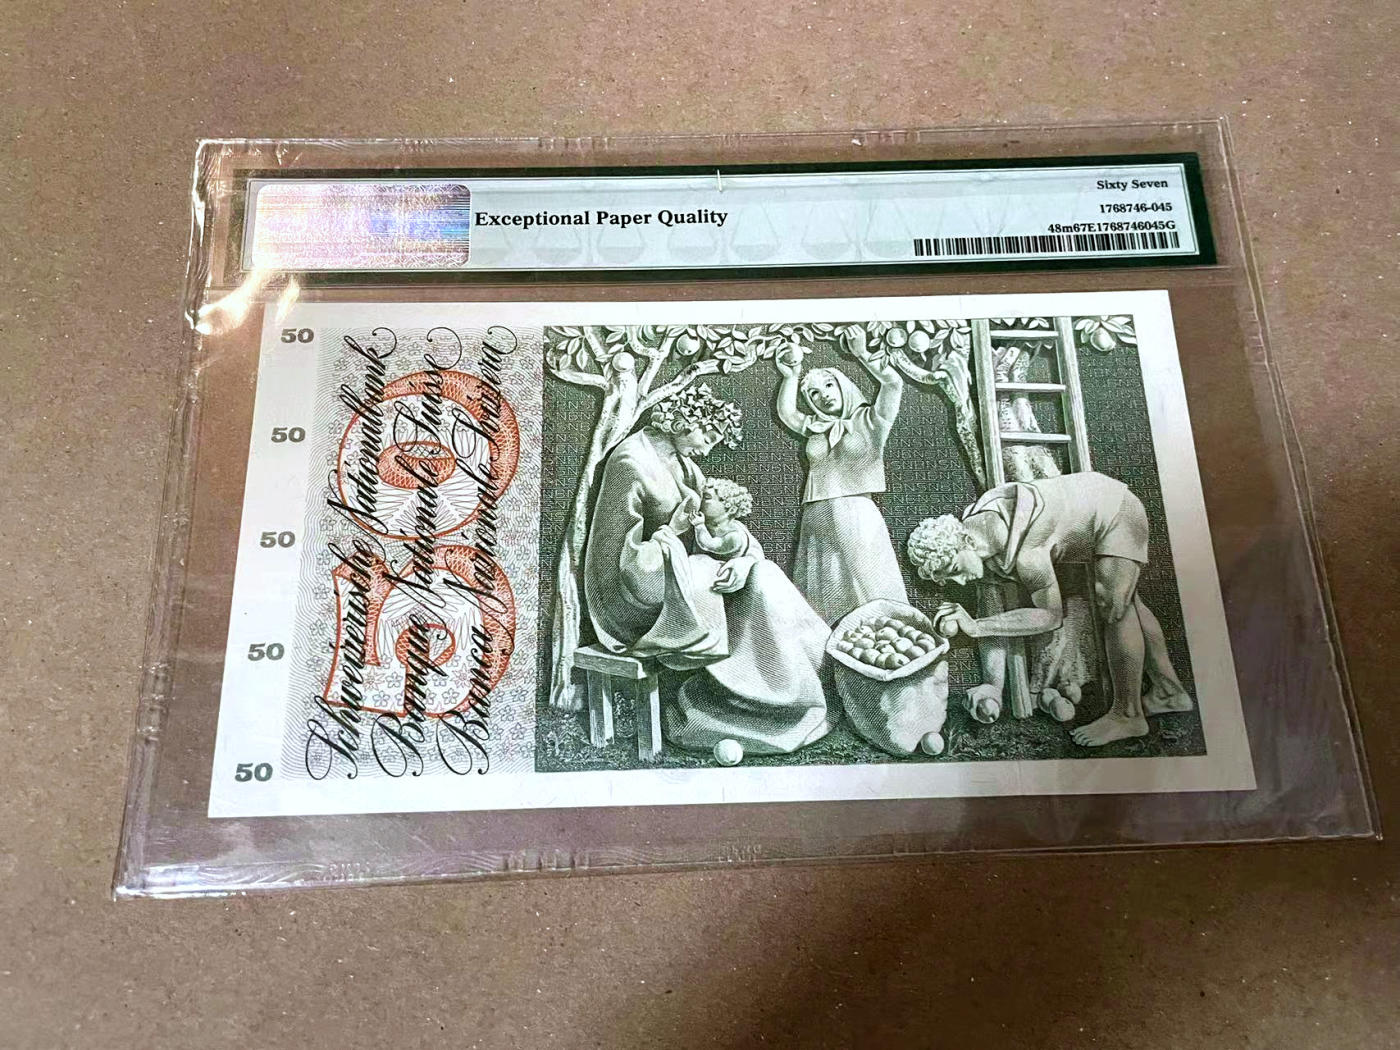 Exceptional Paper Quality
Sixty Seven
1768746-045
48m67E1768746045G
50
50
50
50
50
50
Schweizerische Nationalbank
Banque Nationale Suisse
Banca Nazionale Svizzera